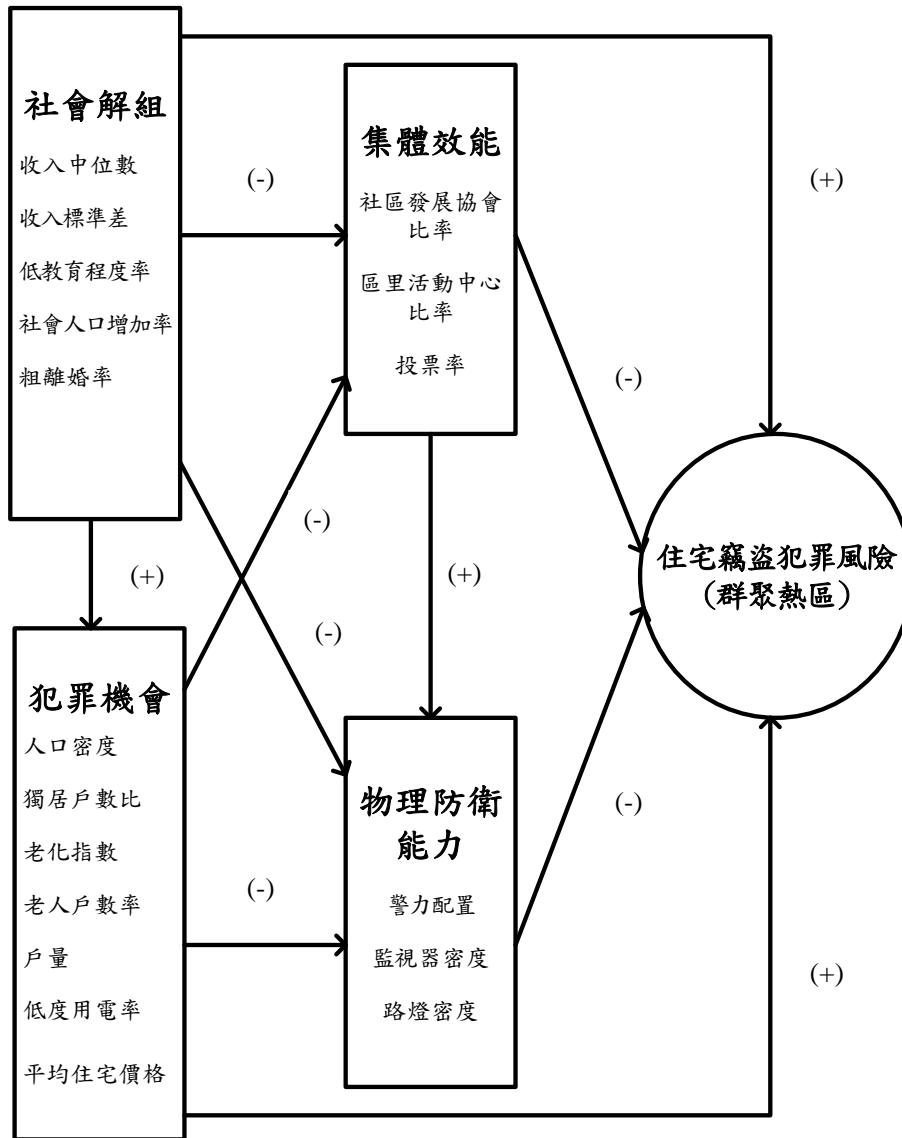 社會解組
收入中位數
收入標準差
低教育程度率
社會人口增加率
粗離婚率
(-)
集體效能
社區發展協會
比率
區里活動中心
比率
投票率
(+)
(-)
(-)
(+)
(+)
(-)
住宅竊盜犯罪風險
(群聚熱區)
犯罪機會
人口密度
獨居戶數比
老化指數
老人戶數率
戶量
低度用電率
平均住宅價格
(-)
物理防衛
能力
警力配置
監視器密度
路燈密度
(-)
(+)